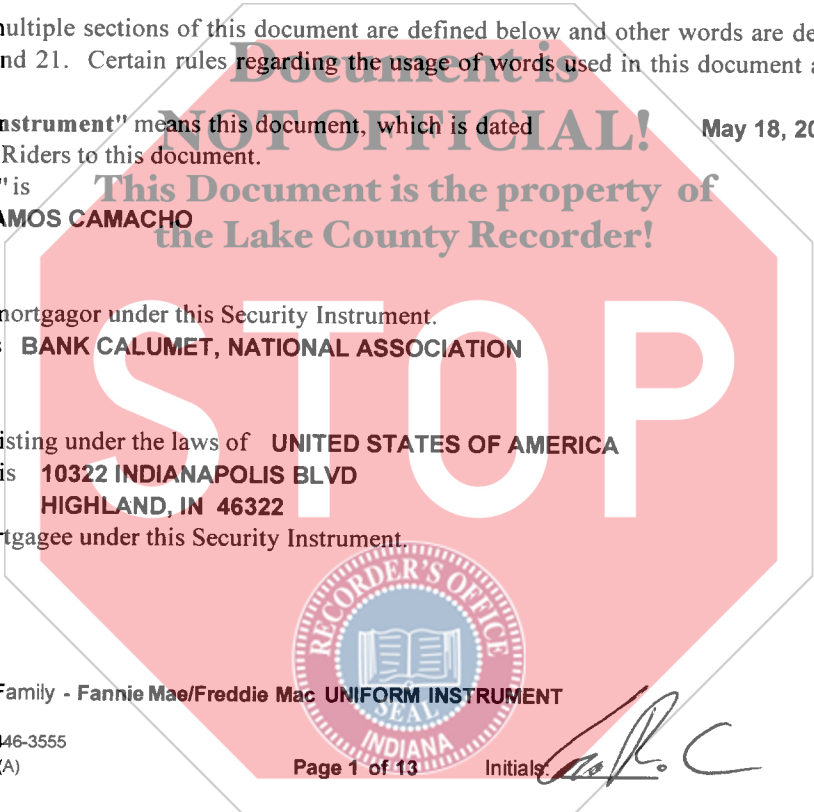 ultiple sections of this document are defined below and other words are de
nd 21. Certain rules regarding the usage of words used in this document a
Document is
NOT OFFICIAL!
This Document is the property of
the Lake County Recorder!
nstrument" means this document, which is dated May 18, 20
Riders to this document.
" is
AMOS CAMACHO
STOP
ortgagor under this Security Instrument.
BANK CALUMET, NATIONAL ASSOCIATION
isting under the laws of UNITED STATES OF AMERICA
is 10322 INDIANAPOLIS BLVD
HIGHLAND, IN 46322
rtgagee under this Security Instrument.
RECORDER'S OFFICE
SEAL
INDIANA
Family - Fannie Mae/Freddie Mac UNIFORM INSTRUMENT
46-3555
(A)
Page 1 of 13 Initials: